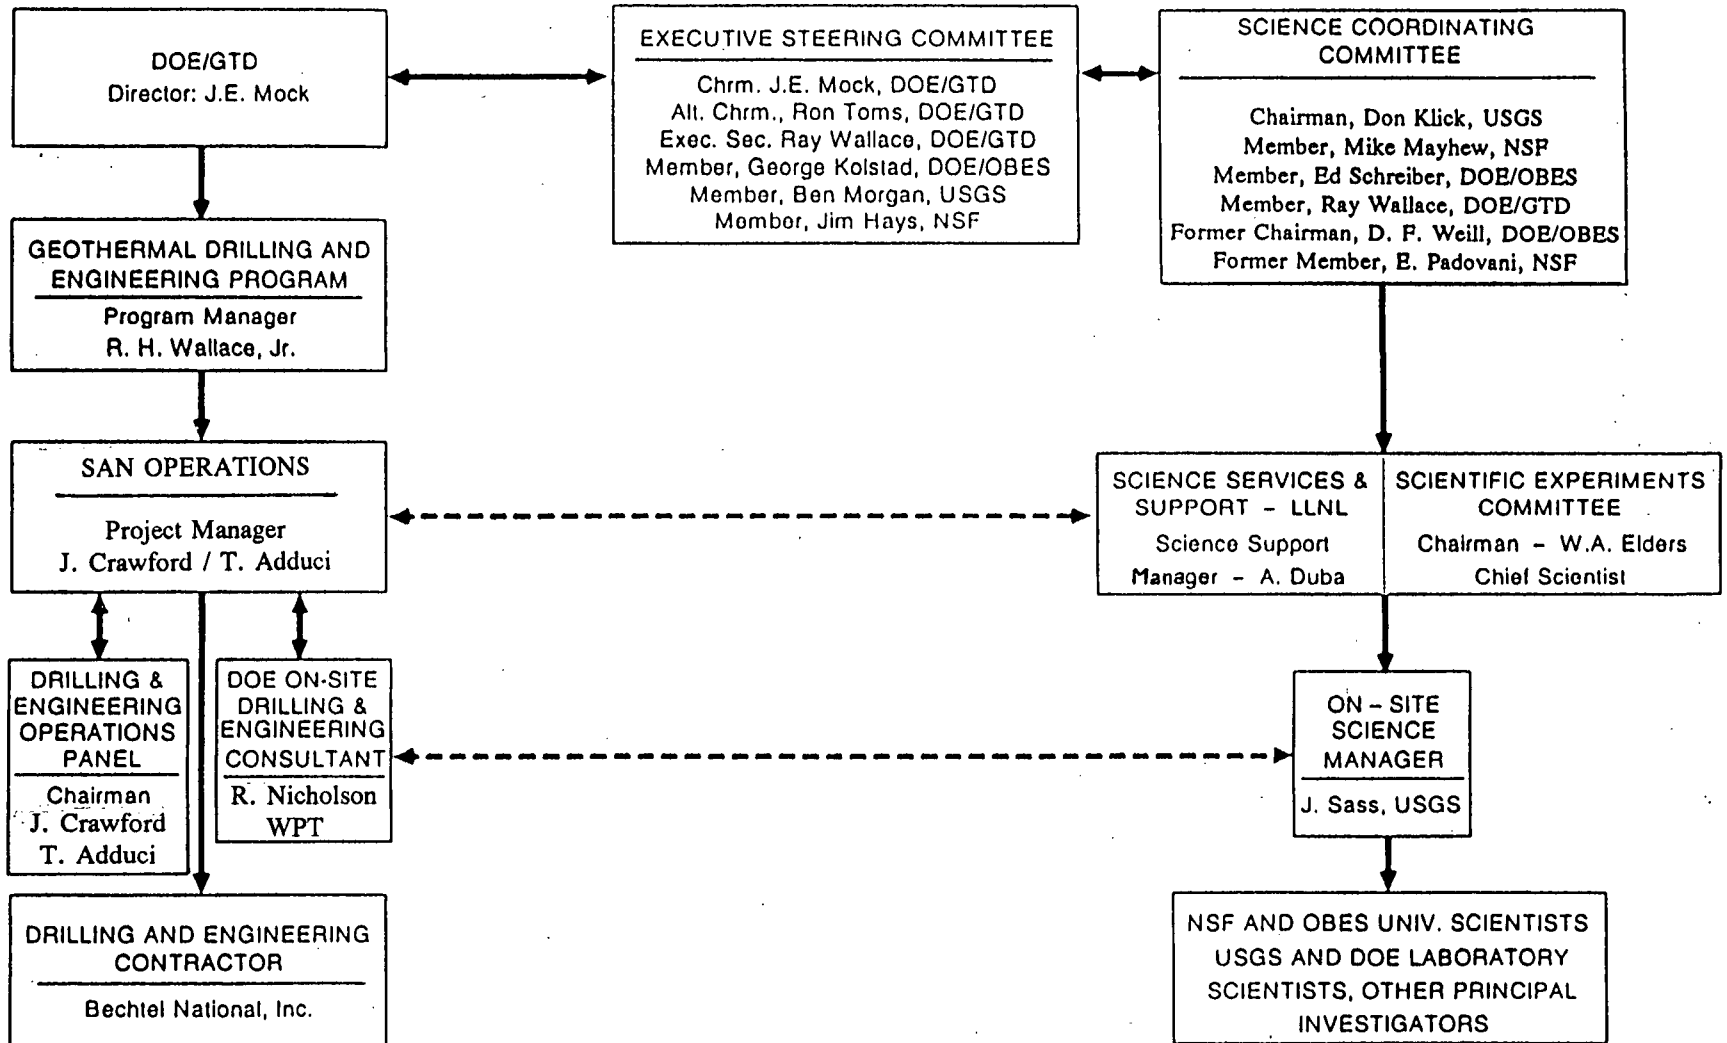 DOE/GTD
Director: J.E. Mock
EXECUTIVE STEERING COMMITTEE
Chrm. J.E. Mock, DOE/GTD
Alt. Chrm., Ron Toms, DOE/GTD
Exec. Sec. Ray Wallace, DOE/GTD
Member, George Kolstad, DOE/OBES
Member, Ben Morgan, USGS
Member, Jim Hays, NSF
SCIENCE COORDINATING
COMMITTEE
Chairman, Don Klick, USGS
Member, Mike Mayhew, NSF
Member, Ed Schreiber, DOE/OBES
Member, Ray Wallace, DOE/GTD
Former Chairman, D. F. Weill, DOE/OBES
Former Member, E. Padovani, NSF
GEOTHERMAL DRILLING AND
ENGINEERING PROGRAM
Program Manager
R. H. Wallace, Jr.
SAN OPERATIONS
Project Manager
J. Crawford / T. Adduci
SCIENCE SERVICES &
SUPPORT – LLNL
Science Support
Manager – A. Duba
SCIENTIFIC EXPERIMENTS
COMMITTEE
Chairman – W.A. Elders
Chief Scientist
DRILLING &
ENGINEERING
OPERATIONS
PANEL
Chairman
J. Crawford
T. Adduci
DOE ON-SITE
DRILLING &
ENGINEERING
CONSULTANT
R. Nicholson
WPT
ON – SITE
SCIENCE
MANAGER
J. Sass, USGS
DRILLING AND ENGINEERING
CONTRACTOR
Bechtel National, Inc.
NSF AND OBES UNIV. SCIENTISTS
USGS AND DOE LABORATORY
SCIENTISTS, OTHER PRINCIPAL
INVESTIGATORS